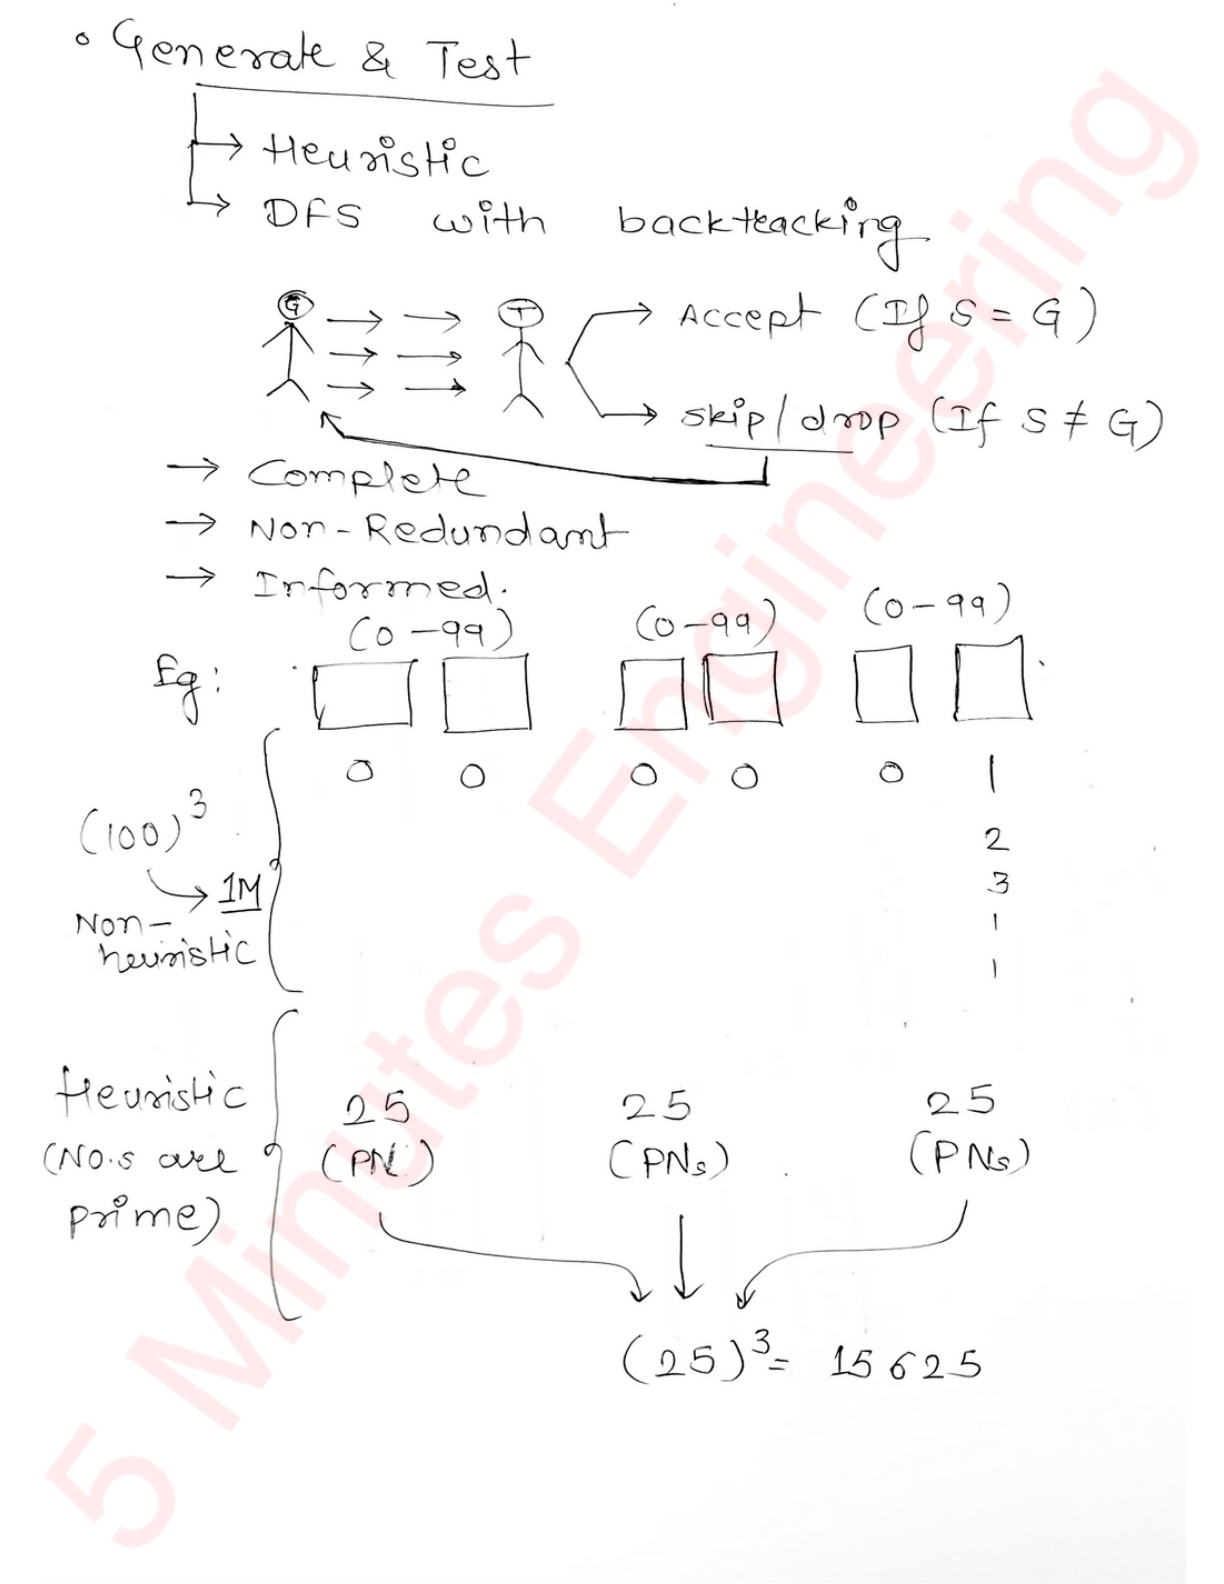 • Generate & Test
→ Heuristic
→ DFS with backtracking
G → → T → Accept (If S = G)
→ →
→ → → skip/drop (If S ≠ G)
→ Complete
→ Non-Redundant
→ Informed.
(0-99) (0-99) (0-99)
Eg:
0 0 0 0 0 1
(100)³ 2
→ 1M 3
Non- 1
heuristic 1
Heuristic 25 25 25
(No.s are (PN) (PNs) (PNs)
prime)
(25)³ = 15625
5 Minutes Engineering